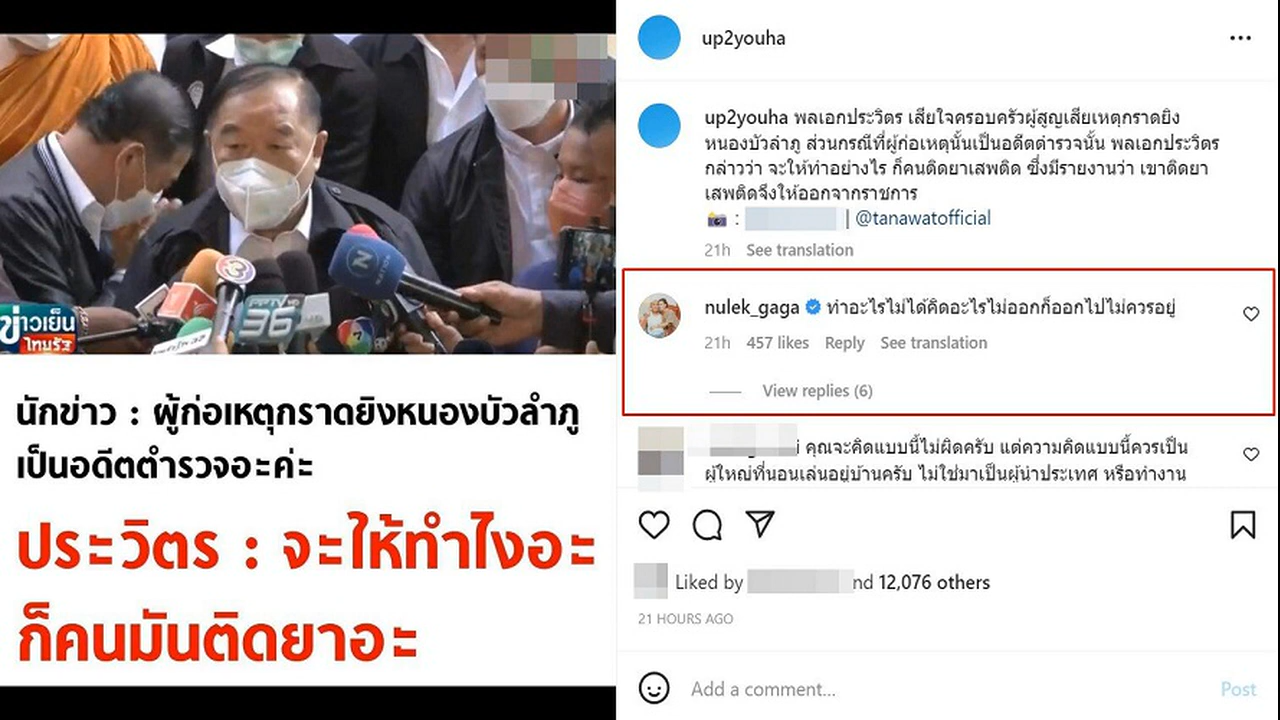 ข่าวเย็น
ไทยรัฐ
N
3
36
7
นักข่าว : ผู้ก่อเหตุกราดยิงหนองบัวลำภู
เป็นอดีตตำรวจอะค่ะ
ประวิตร : จะให้ทำไงอะ
ก็คนมันติดยาอะ
up2youha
up2youha พลเอกประวิตร เสียใจครอบครัวผู้สูญเสียเหตุกราดยิง
หนองบัวลำภู ส่วนกรณีที่ผู้ก่อเหตุนั้นเป็นอดีตตำรวจนั้น พลเอกประวิตร
กล่าวว่า จะให้ทำอย่างไร ก็คนติดยาเสพติด ซึ่งมีรายงานว่า เขาติดยา
เสพติดจึงให้ออกจากราชการ
: | @tanawatofficial
21h See translation
nulek_gaga ทำอะไรไม่ได้คิดอะไรไม่ออกก็ออกไปไม่ควรอยู่
21h 457 likes Reply See translation
View replies (6)
คุณจะคิดแบบนี้ไม่ผิดครับ แต่ความคิดแบบนี้ควรเป็น
ผู้ใหญ่ที่นอนเล่นอยู่บ้านครับ ไม่ใช่มาเป็นผู้นำประเทศ หรือทำงาน
Liked by nd 12,076 others
21 HOURS AGO
Add a comment...
Post